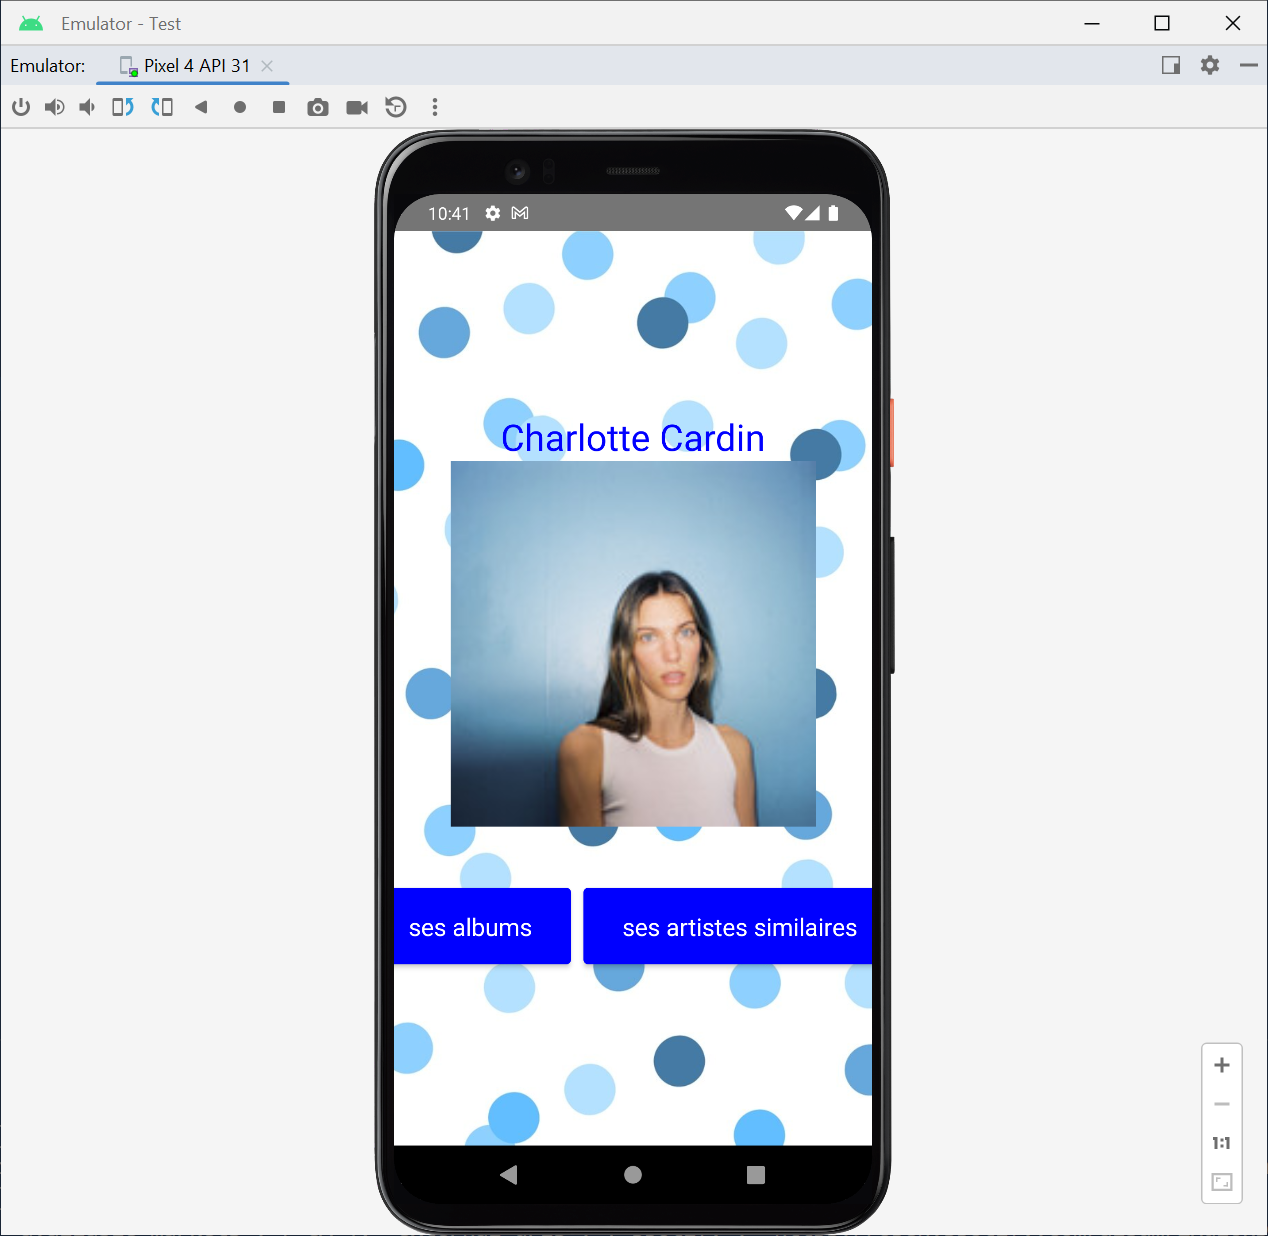 Emulator - Test
Emulator:
Pixel 4 API 31
10:41
Charlotte Cardin
ses albums
ses artistes similaires
1:1